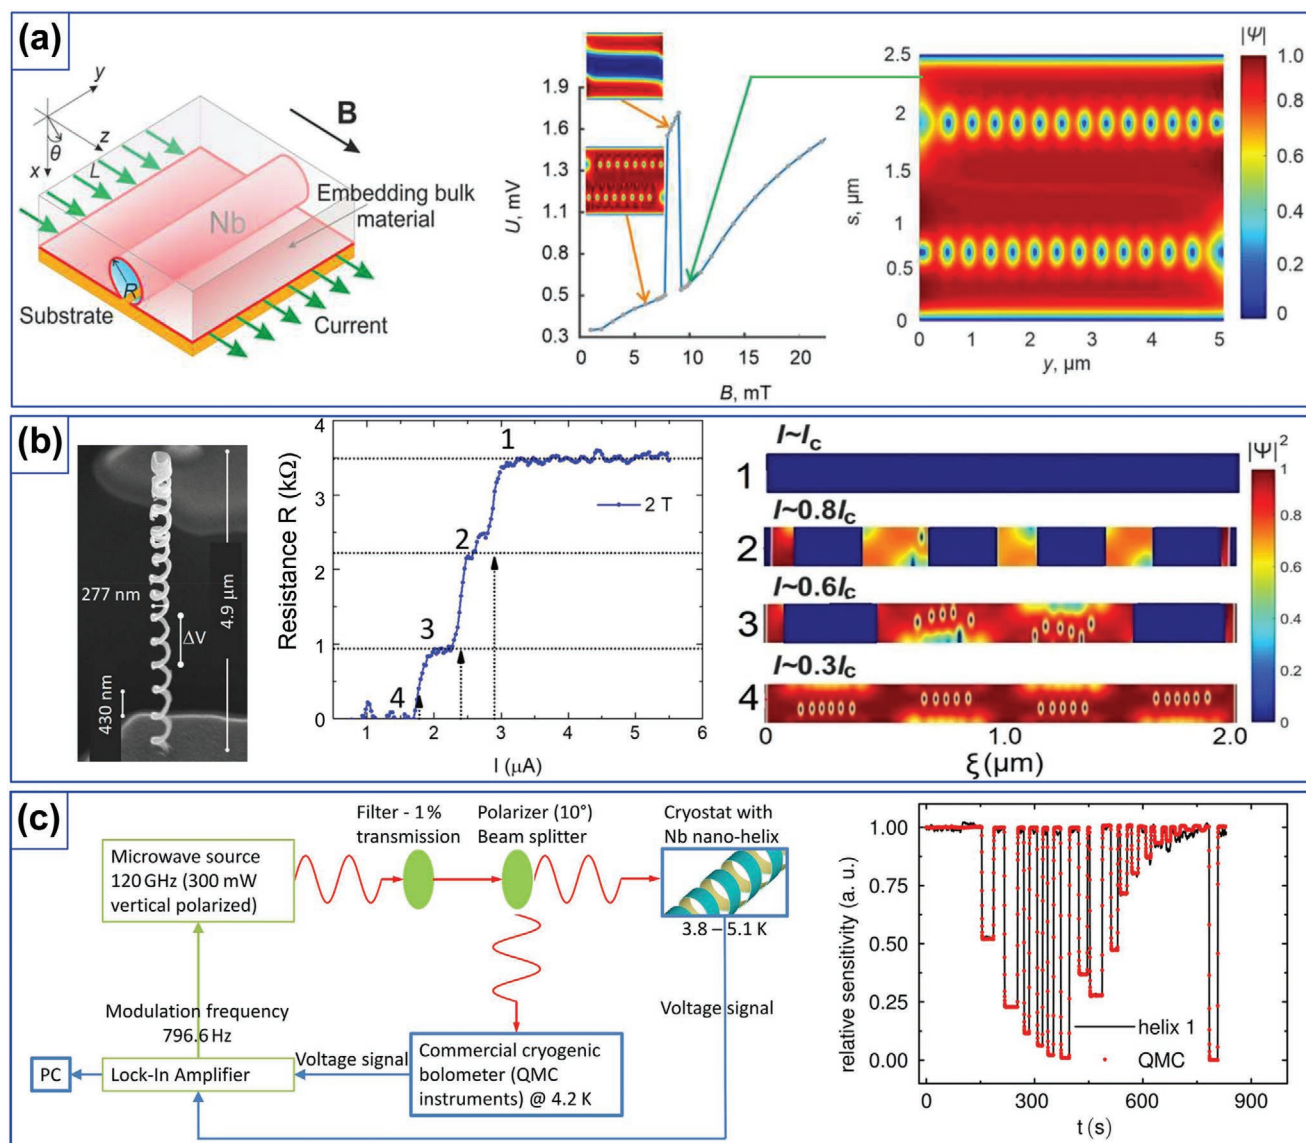 (a)
y
z
x
θ
L
B
Nb
Embedding bulk
material
R
Substrate
Current
U, mV
1.9
1.6
1.3
1.1
0.8
0.5
0.3
0 5 10 15 20
B, mT
s, µm
2.5
2
1.5
1
0.5
0
0 1 2 3 4 5
y, µm
|Ψ|
1.0
0.8
0.6
0.4
0.2
0
(b)
277 nm
ΔV
430 nm
4.9 µm
Resistance R (kΩ)
4
3
2
1
0
1
2
3
4
2 T
1 2 3 4 5 6
I (µA)
I~Ic
1
I~0.8Ic
2
I~0.6Ic
3
I~0.3Ic
4
0 1.0 2.0
ξ (µm)
|Ψ|2
1
0.8
0.6
0.4
0.2
0
(c)
Filter - 1%
transmission
Polarizer (10°)
Beam splitter
Cryostat with
Nb nano-helix
Microwave source
120 GHz (300 mW
vertical polarized)
3.8 – 5.1 K
Modulation frequency
796.6 Hz
Voltage signal
Voltage signal
PC
Lock-In Amplifier
Commercial cryogenic
bolometer (QMC
instruments) @ 4.2 K
relative sensitivity (a. u.)
1.00
0.75
0.50
0.25
0.00
helix 1
QMC
0 300 600 900
t (s)